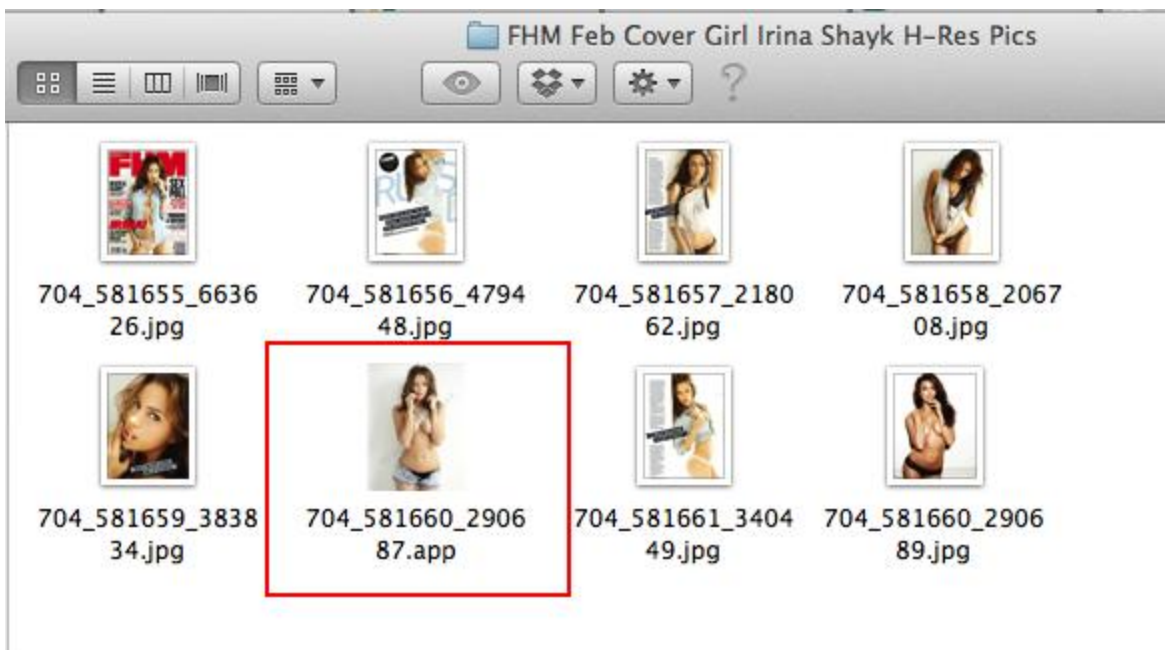 FHM Feb Cover Girl Irina Shayk H-Res Pics
?
FHM
704_581655_6636
26.jpg
704_581656_4794
48.jpg
704_581657_2180
62.jpg
704_581658_2067
08.jpg
704_581659_3838
34.jpg
704_581660_2906
87.app
704_581661_3404
49.jpg
704_581660_2906
89.jpg